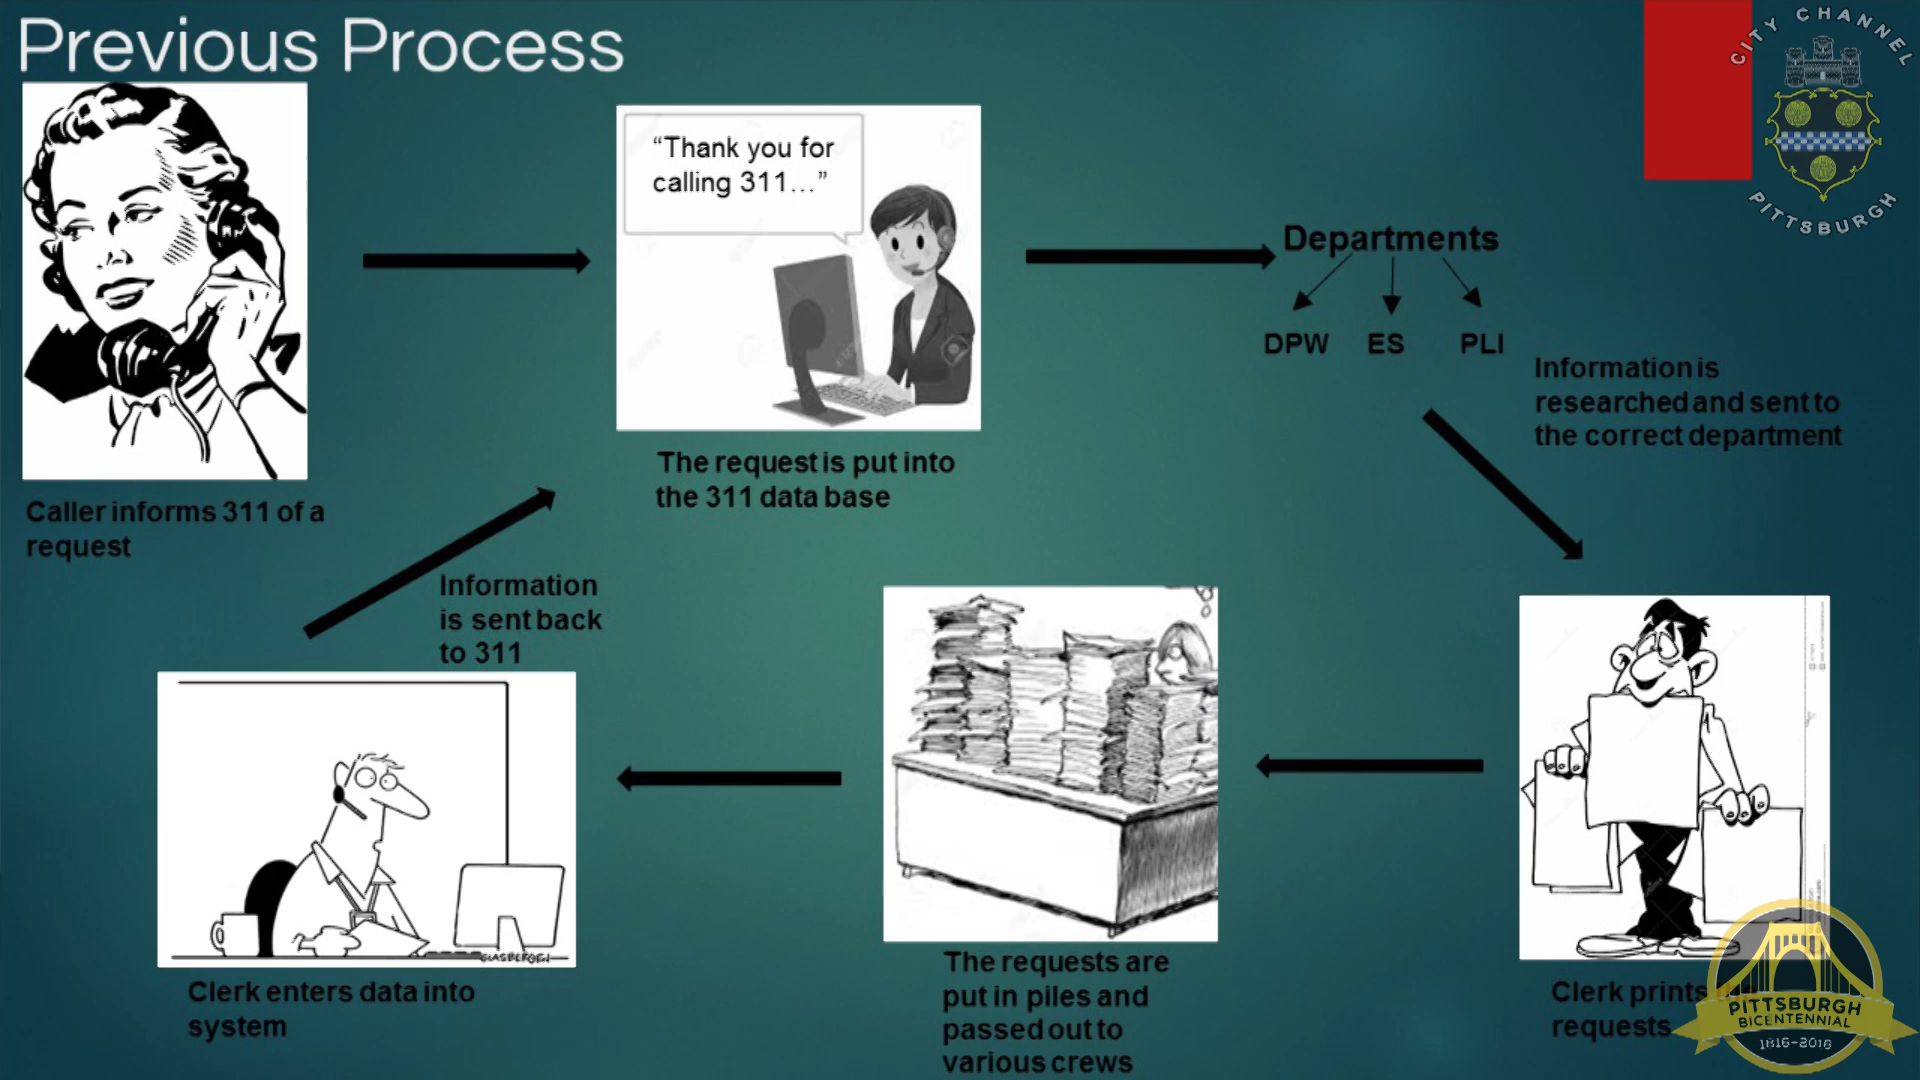 Previous Process
CITY CHANNEL
PITTSBURGH
“Thank you for
calling 311...”
Departments
DPW ES PLI
Information is
researched and sent to
the correct department
The request is put into
the 311 data base
Caller informs 311 of a
request
Information
is sent back
to 311
GLASBERGEN
Clerk enters data into
system
The requests are
put in piles and
passed out to
various crews
Clerk prints
requests
PITTSBURGH
BICENTENNIAL
1816-2016